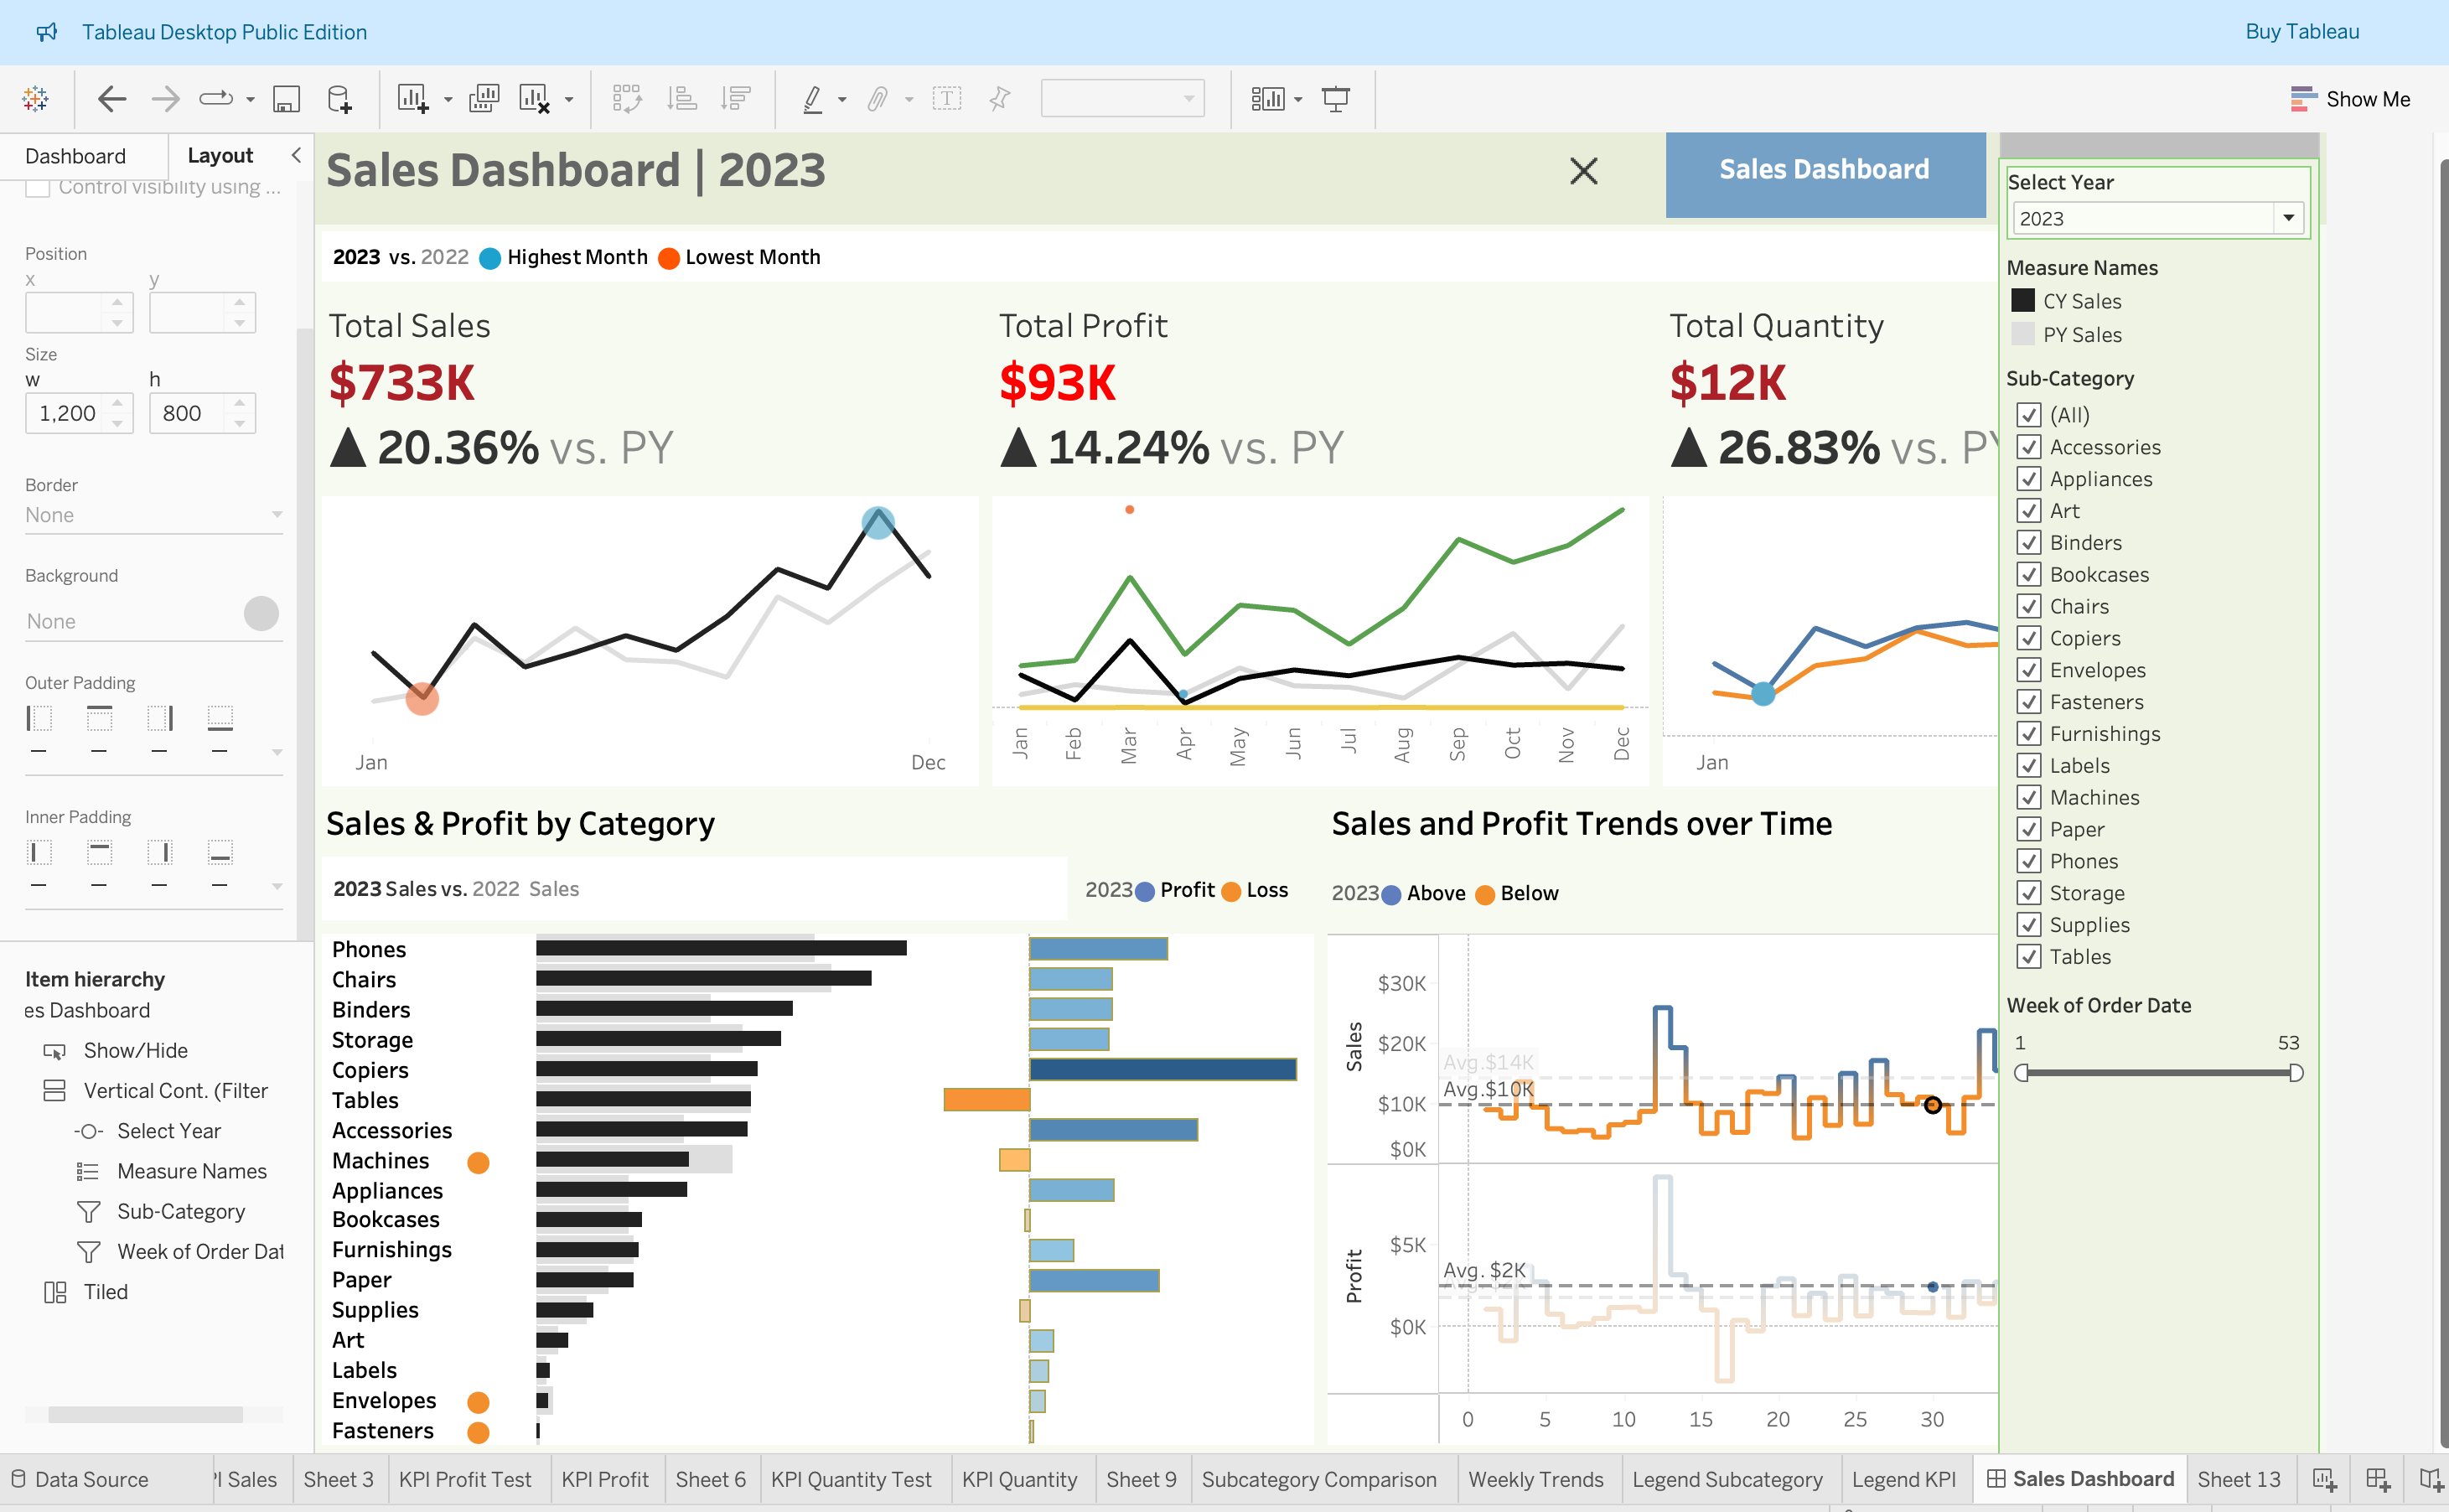 Tableau Desktop Public Edition
Buy Tableau
Show Me
Dashboard
Layout
Control visibility using ...
Position
x
y
Size
w
h
1,200
800
Border
None
Background
None
Outer Padding
Inner Padding
Item hierarchy
es Dashboard
Show/Hide
Vertical Cont. (Filter
Select Year
Measure Names
Sub-Category
Week of Order Dat
Tiled
Sales Dashboard | 2023
Sales Dashboard
2023 vs. 2022 Highest Month Lowest Month
Total Sales
$733K
▲ 20.36% vs. PY
Jan
Dec
Total Profit
$93K
▲ 14.24% vs. PY
Jan
Feb
Mar
Apr
May
Jun
Jul
Aug
Sep
Oct
Nov
Dec
Total Quantity
$12K
▲ 26.83% vs. PY
Jan
Sales & Profit by Category
2023 Sales vs. 2022 Sales
2023 Profit Loss
Phones
Chairs
Binders
Storage
Copiers
Tables
Accessories
Machines
Appliances
Bookcases
Furnishings
Paper
Supplies
Art
Labels
Envelopes
Fasteners
Sales and Profit Trends over Time
2023 Above Below
Sales
$30K
$20K
$10K
$0K
Avg.$14K
Avg.$10K
Profit
$5K
$0K
Avg. $2K
0
5
10
15
20
25
30
Select Year
2023
Measure Names
CY Sales
PY Sales
Sub-Category
(All)
Accessories
Appliances
Art
Binders
Bookcases
Chairs
Copiers
Envelopes
Fasteners
Furnishings
Labels
Machines
Paper
Phones
Storage
Supplies
Tables
Week of Order Date
1
53
Data Source
PI Sales
Sheet 3
KPI Profit Test
KPI Profit
Sheet 6
KPI Quantity Test
KPI Quantity
Sheet 9
Subcategory Comparison
Weekly Trends
Legend Subcategory
Legend KPI
Sales Dashboard
Sheet 13